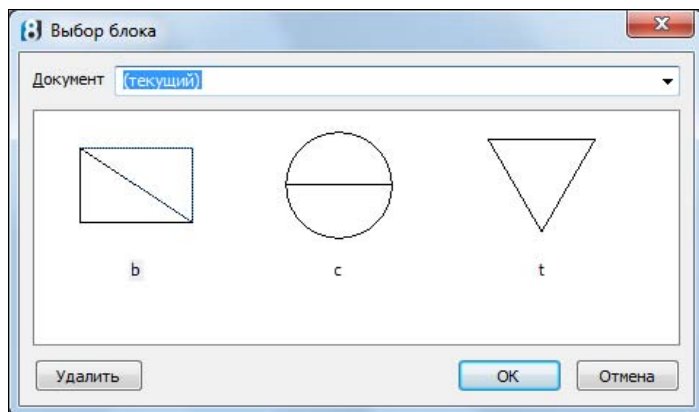 Выбор блока
Документ (текущий)
b c t
Удалить OK Отмена